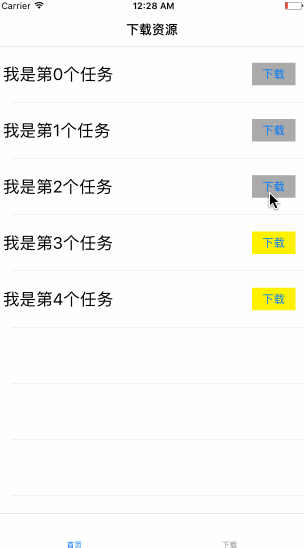 Carrier 12:28 AM
下载资源
我是第0个任务 下载
我是第1个任务 下载
我是第2个任务 下载
我是第3个任务 下载
我是第4个任务 下载
首页 下载